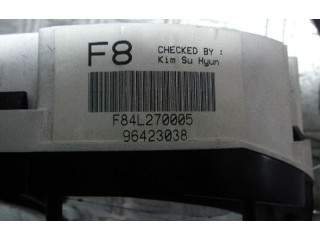 F8 CHECKED BY :
Kim Su Hyun
F84L270005
96423038